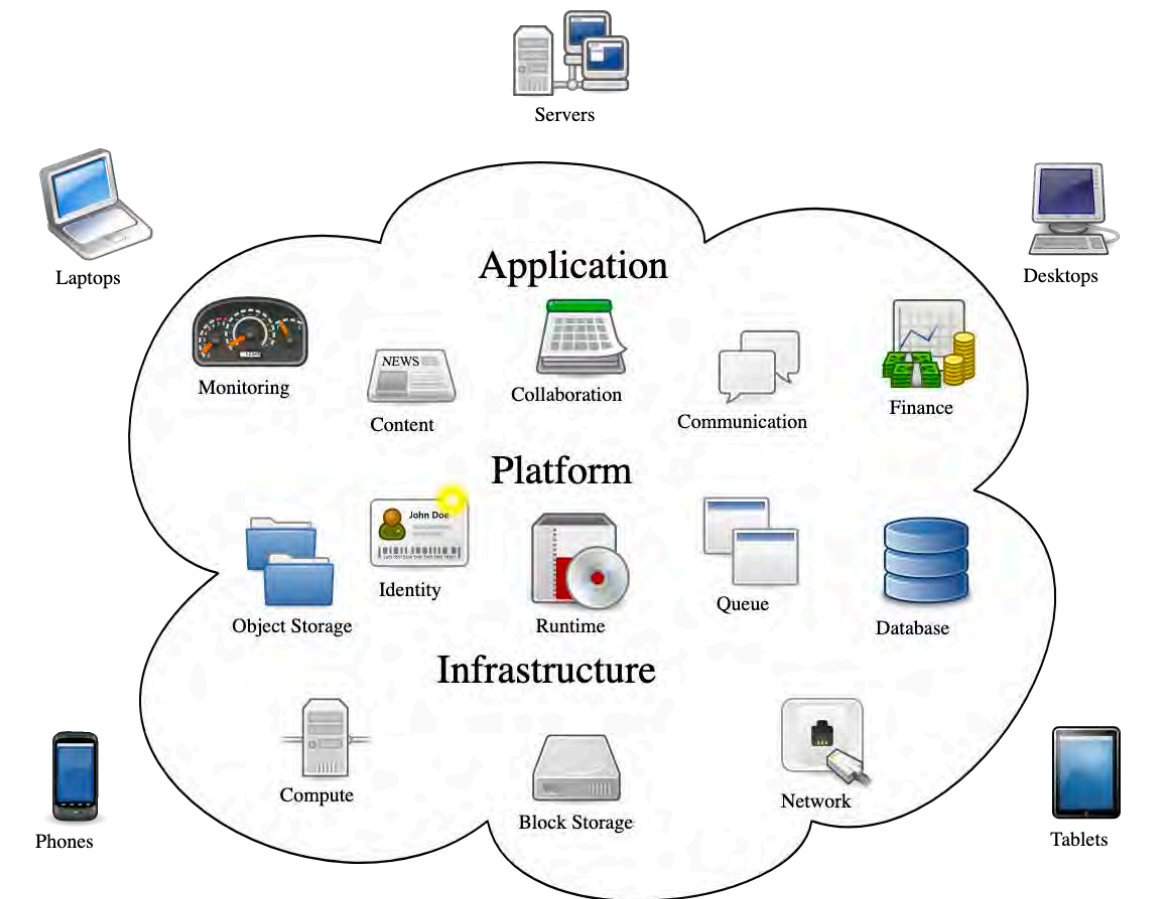 Servers
Laptops
Desktops
Application
Monitoring
NEWS
Content
Collaboration
Communication
Finance
Platform
John Doe
Object Storage
Identity
Runtime
Queue
Database
Infrastructure
Compute
Block Storage
Network
Phones
Tablets